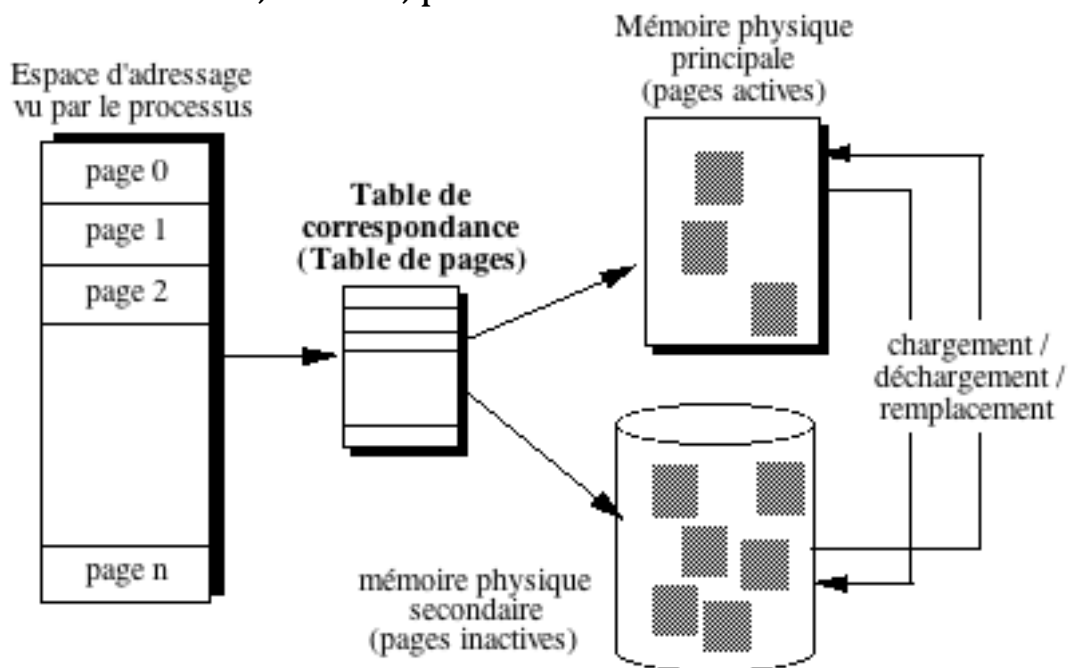 Espace d'adressage
vu par le processus
page 0
page 1
page 2
page n
Table de
correspondance
(Table de pages)
Mémoire physique
principale
(pages actives)
chargement /
déchargement /
remplacement
mémoire physique
secondaire
(pages inactives)